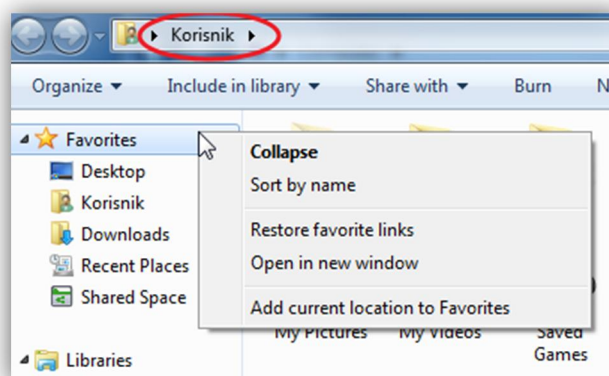 Korisnik
Organize Include in library Share with Burn N
Favorites
Desktop
Korisnik
Downloads
Recent Places
Shared Space
Libraries
Collapse
Sort by name
Restore favorite links
Open in new window
Add current location to Favorites
My Pictures My Videos Saved
Games